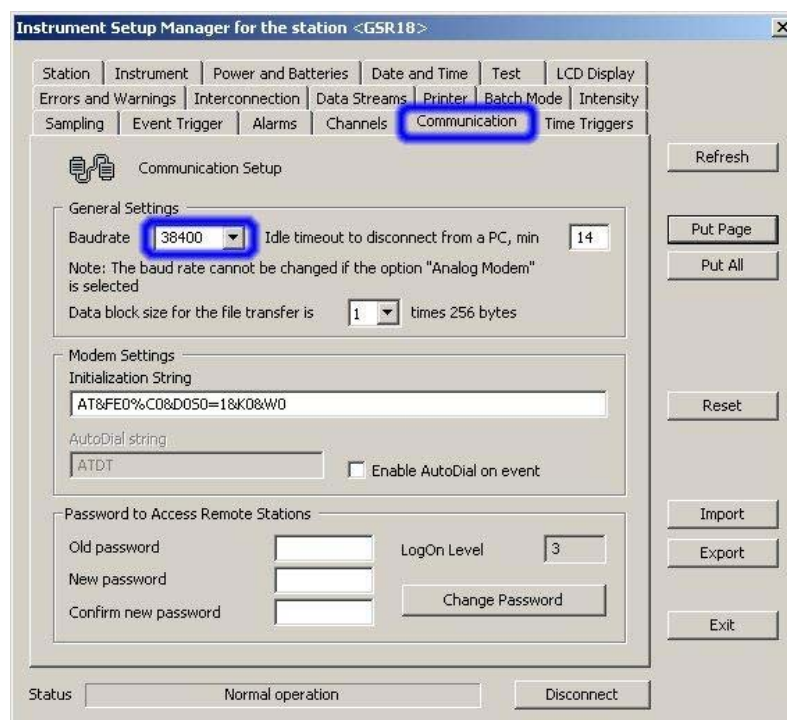 Instrument Setup Manager for the station <GSR18>
Station Instrument Power and Batteries Date and Time Test LCD Display
Errors and Warnings Interconnection Data Streams Printer Batch Mode Intensity
Sampling Event Trigger Alarms Channels Communication Time Triggers
Communication Setup
General Settings
Baudrate 38400 Idle timeout to disconnect from a PC, min 14
Note: The baud rate cannot be changed if the option "Analog Modem"
is selected
Data block size for the file transfer is 1 times 256 bytes
Modem Settings
Initialization String
AT&FE0%C0&D0S0=1&K0&W0
AutoDial string
ATDT Enable AutoDial on event
Password to Access Remote Stations
Old password LogOn Level 3
New password
Change Password
Confirm new password
Refresh
Put Page
Put All
Reset
Import
Export
Exit
Status Normal operation Disconnect